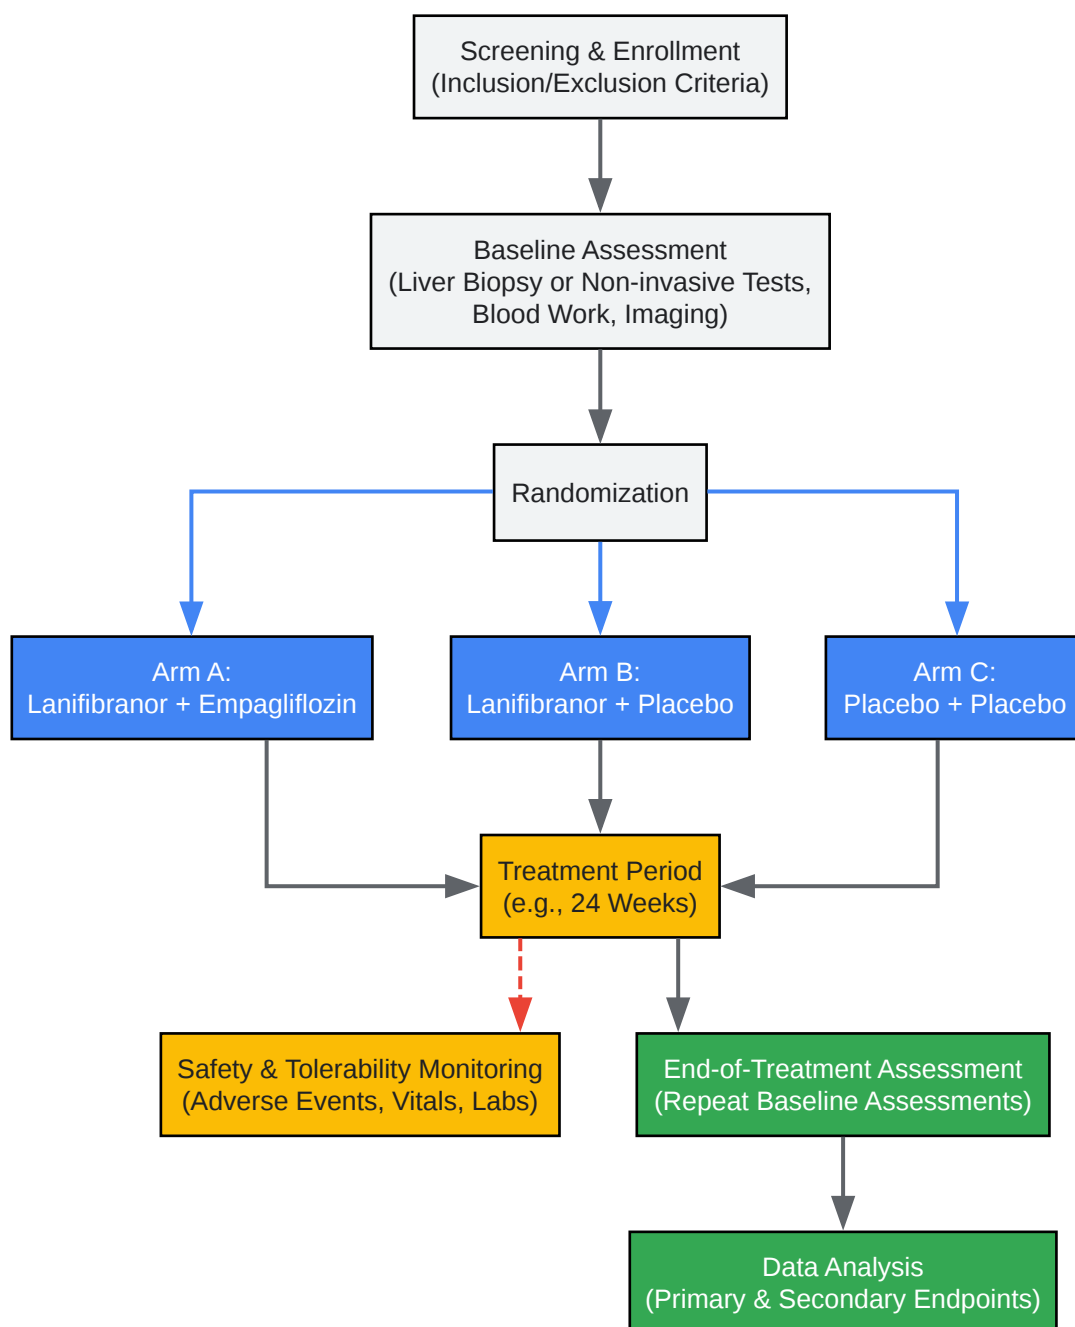 Screening & Enrollment
(Inclusion/Exclusion Criteria)
Baseline Assessment
(Liver Biopsy or Non-invasive Tests,
Blood Work, Imaging)
Randomization
Arm A:
Lanifibranor + Empagliflozin
Arm B:
Lanifibranor + Placebo
Arm C:
Placebo + Placebo
Treatment Period
(e.g., 24 Weeks)
Safety & Tolerability Monitoring
(Adverse Events, Vitals, Labs)
End-of-Treatment Assessment
(Repeat Baseline Assessments)
Data Analysis
(Primary & Secondary Endpoints)